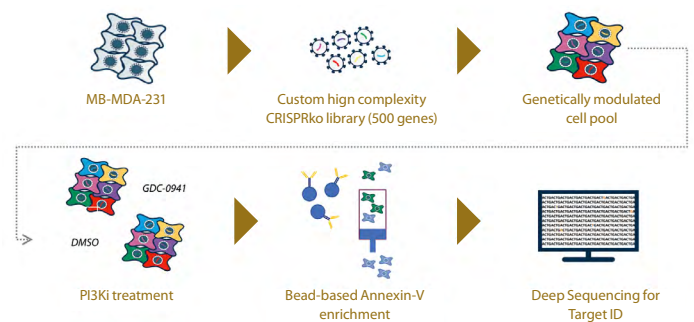 MB-MDA-231
Custom hign complexity
CRISPRko library (500 genes)
Genetically modulated
cell pool
GDC-0941
DMSO
PI3Ki treatment
Bead-based Annexin-V
enrichment
Deep Sequencing for
Target ID